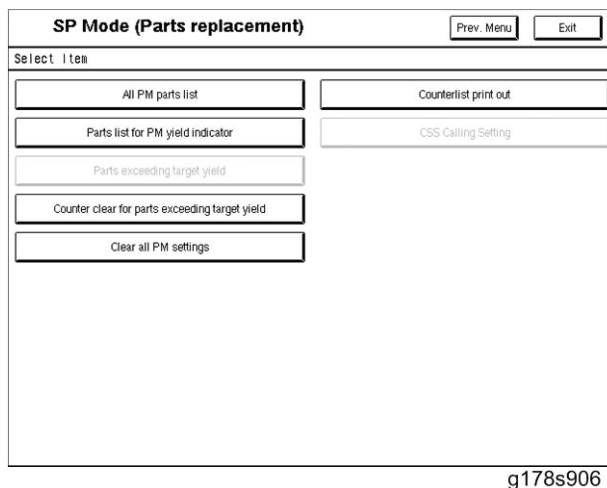 SP Mode (Parts replacement)
Prev. Menu
Exit
Select Item
All PM parts list
Counterlist print out
Parts list for PM yield indicator
CSS Calling Setting
Parts exceeding target yield
Counter clear for parts exceeding target yield
Clear all PM settings
g178s906